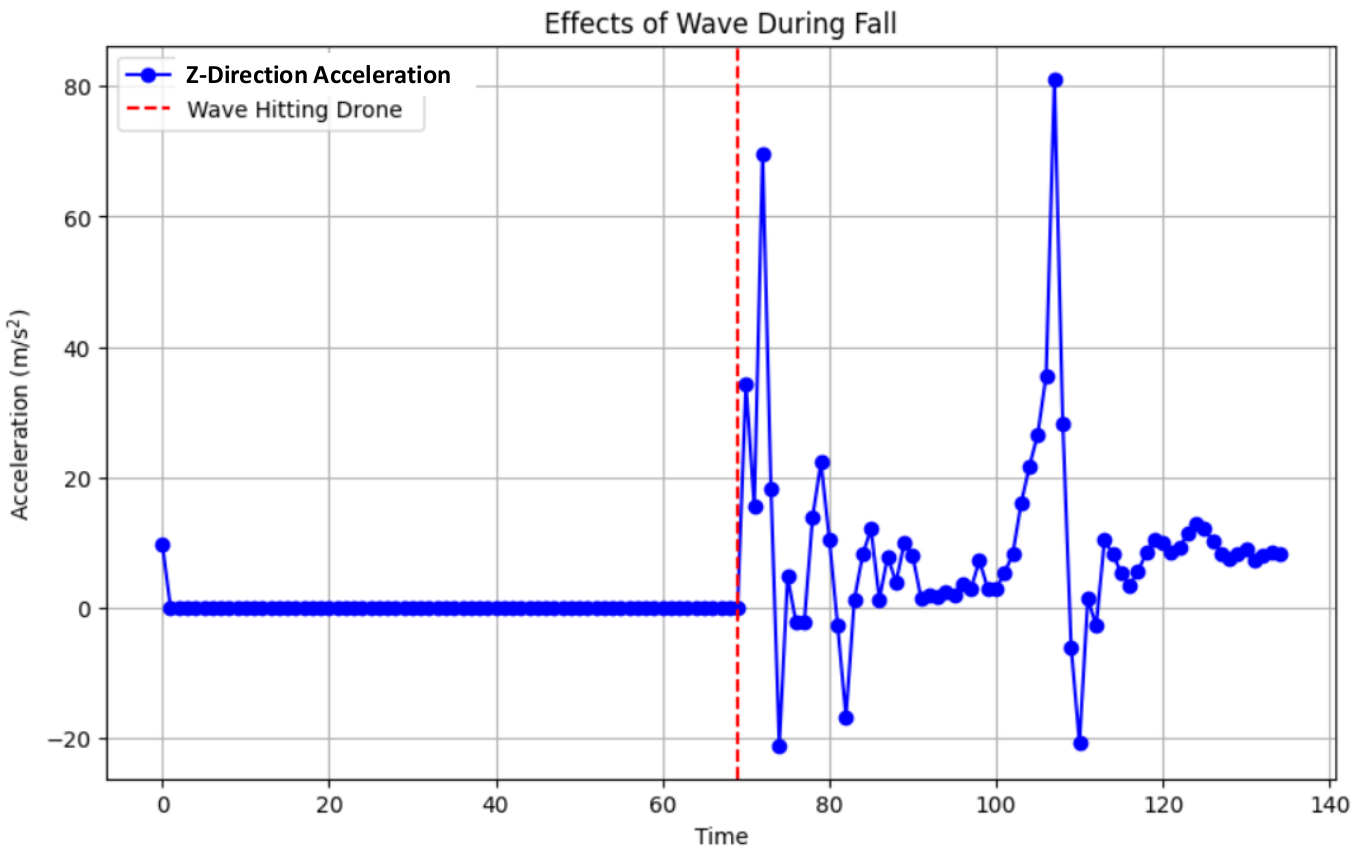 Effects of Wave During Fall
Z-Direction Acceleration
Wave Hitting Drone
80
60
40
20
0
−20
Acceleration (m/s²)
0 20 40 60 80 100 120 140
Time